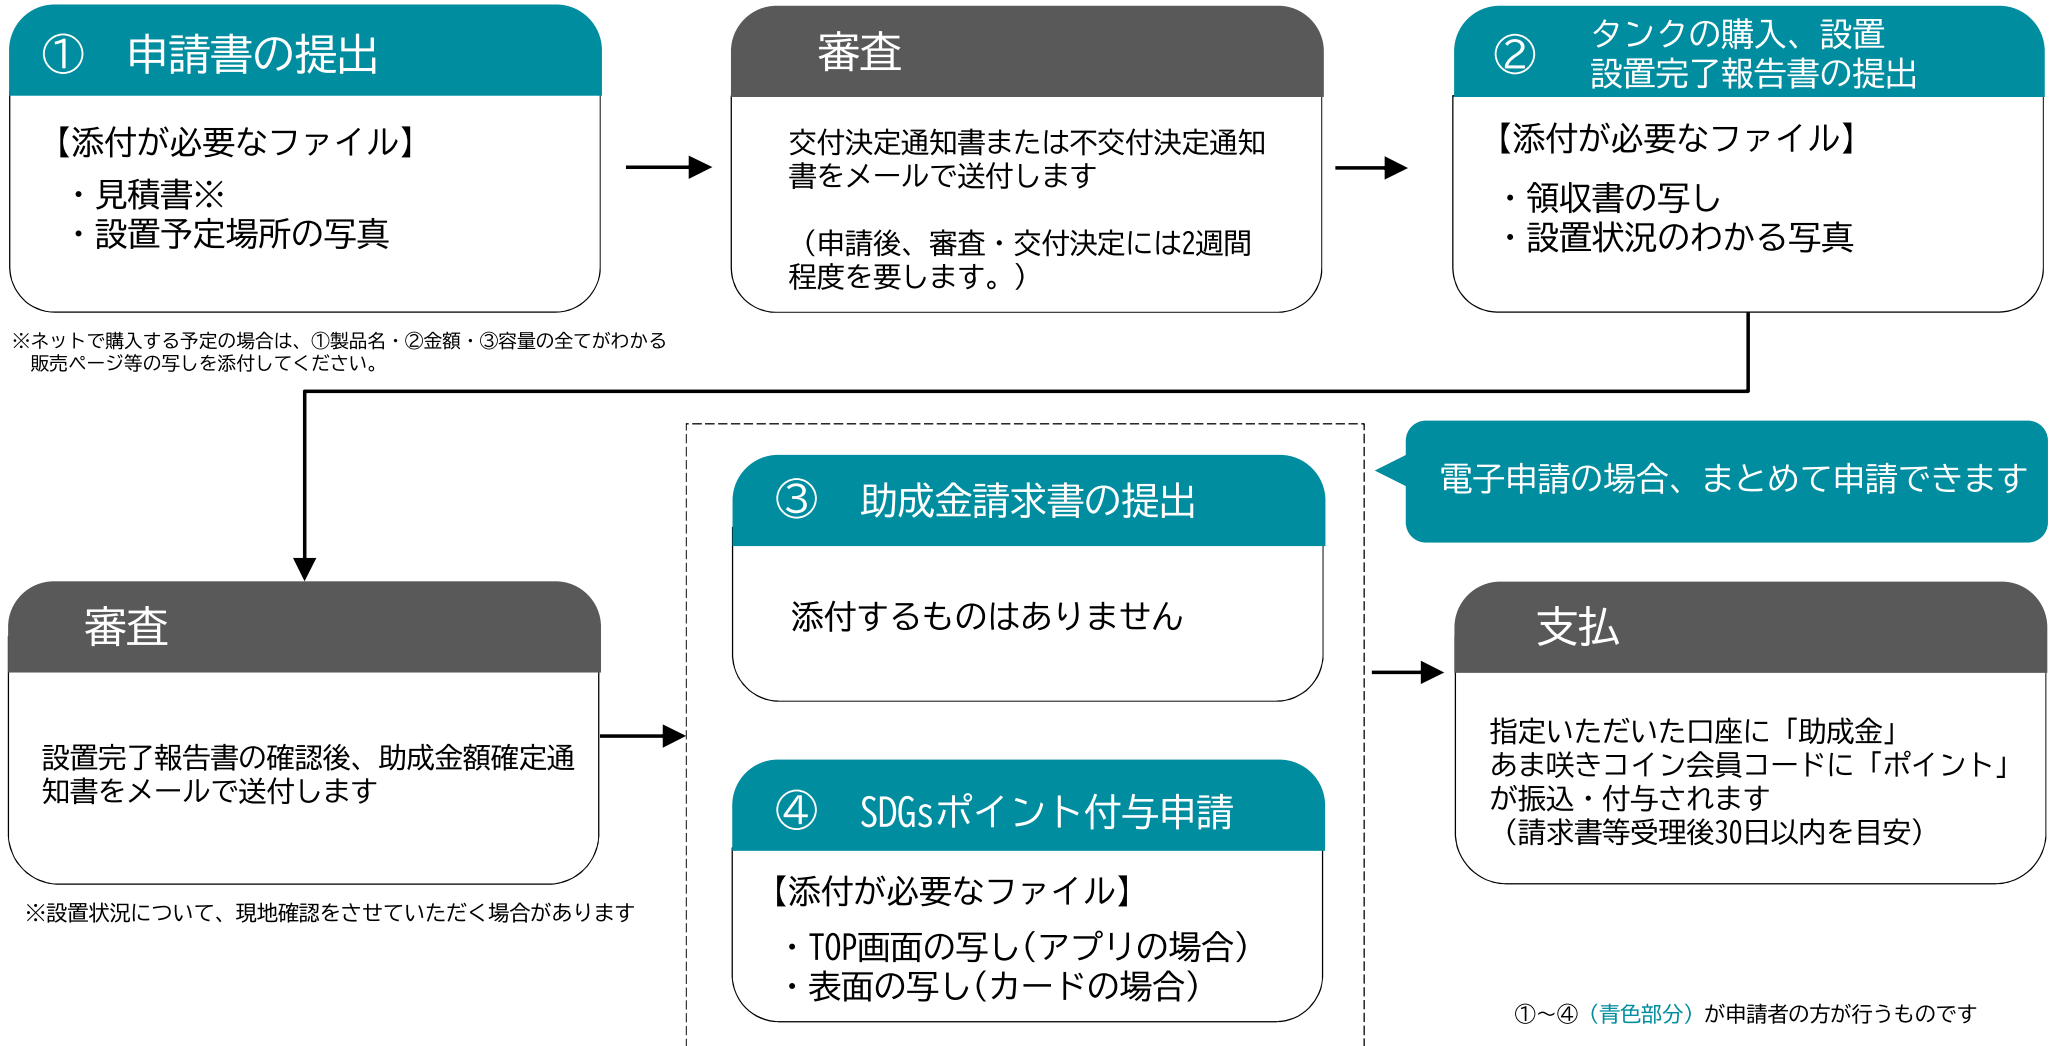 ① 申請書の提出
【添付が必要なファイル】
・見積書※
・設置予定場所の写真
※ネットで購入する予定の場合は、①製品名・②金額・③容量の全てがわかる
販売ページ等の写しを添付してください。
審査
交付決定通知書または不交付決定通知
書をメールで送付します
（申請後、審査・交付決定には2週間
程度を要します。）
② タンクの購入、設置
設置完了報告書の提出
【添付が必要なファイル】
・領収書の写し
・設置状況のわかる写真
審査
設置完了報告書の確認後、助成金額確定通
知書をメールで送付します
※設置状況について、現地確認をさせていただく場合があります
電子申請の場合、まとめて申請できます
③ 助成金請求書の提出
添付するものはありません
④ SDGsポイント付与申請
【添付が必要なファイル】
・TOP画面の写し(アプリの場合)
・表面の写し(カードの場合)
支払
指定いただいた口座に「助成金」
あま咲きコイン会員コードに「ポイント」
が振込・付与されます
（請求書等受理後30日以内を目安）
①～④（青色部分）が申請者の方が行うものです